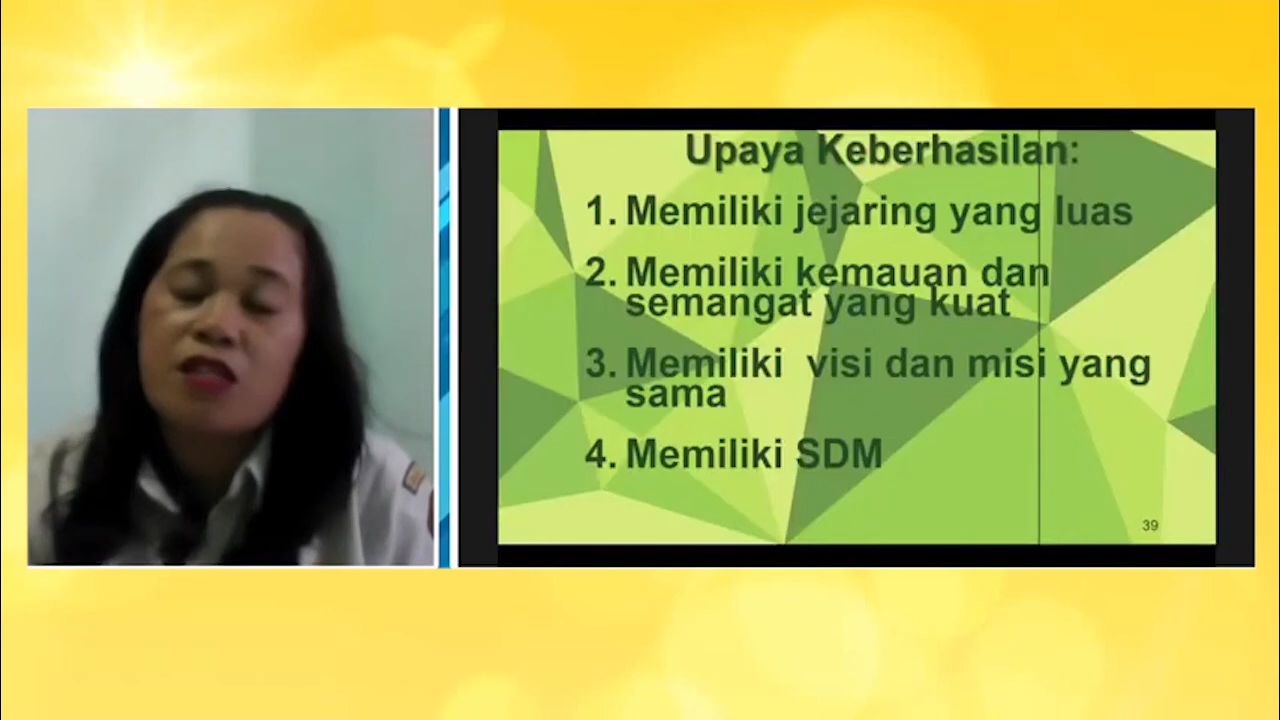 Upaya Keberhasilan:
1. Memiliki jejaring yang luas
2. Memiliki kemauan dan
semangat yang kuat
3. Memiliki  visi dan misi yang
sama
4. Memiliki SDM
39